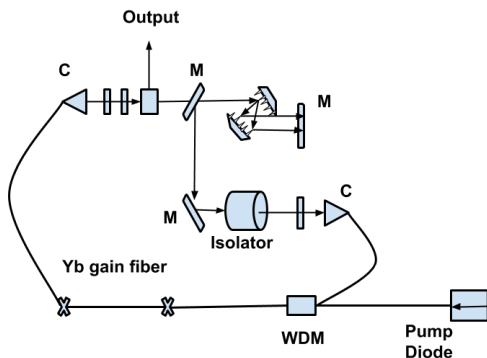 Output
C
M
M
C
M
Isolator
Yb gain fiber
WDM
Pump
Diode